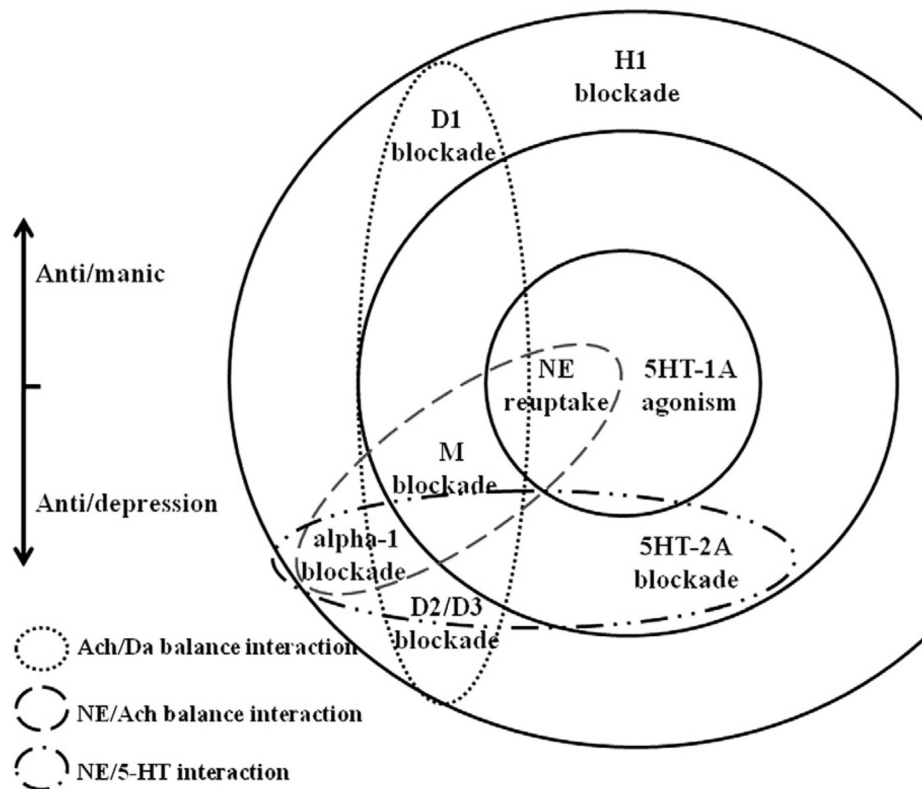 H1
blockade
D1
blockade
Anti/manic
NE
reuptake
5HT-1A
agonism
M
blockade
Anti/depression
alpha-1
blockade
5HT-2A
blockade
D2/D3
blockade
Ach/Da balance interaction
NE/Ach balance interaction
NE/5-HT interaction